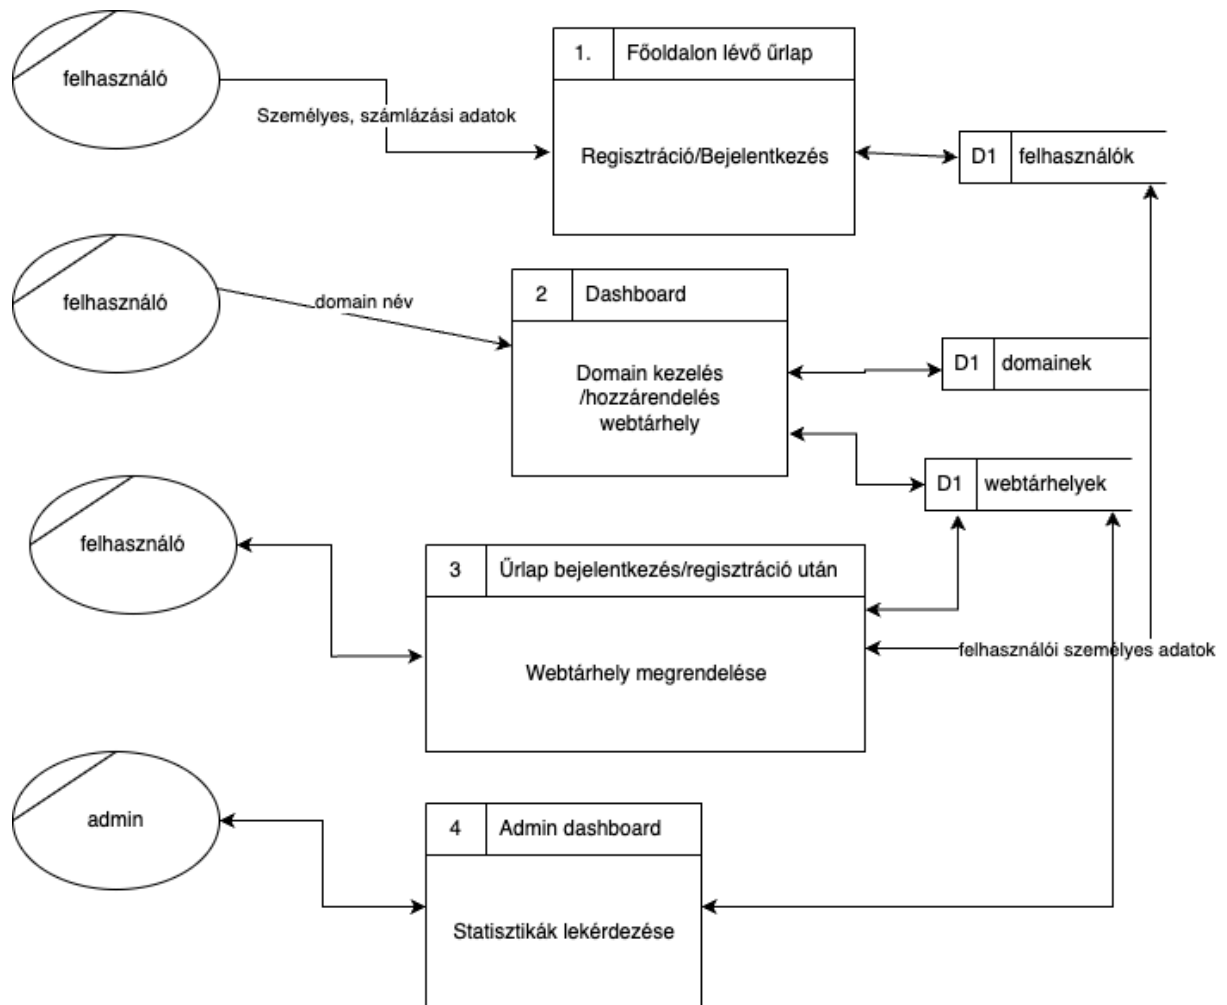 felhasználó
1.
Főoldalon lévő űrlap
Személyes, számlázási adatok
Regisztráció/Bejelentkezés
D1
felhasználók
felhasználó
domain név
2
Dashboard
Domain kezelés
/hozzárendelés
webtárhely
D1
domainek
D1
webtárhelyek
felhasználó
3
Űrlap bejelentkezés/regisztráció után
Webtárhely megrendelése
felhasználói személyes adatok
admin
4
Admin dashboard
Statisztikák lekérdezése